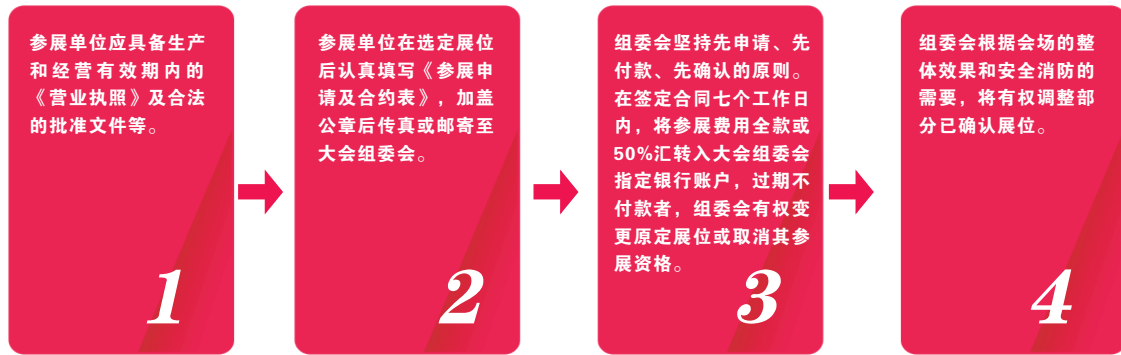 参展单位应具备生产
和经营有效期内的
《营业执照》及合法
的批准文件等。
1
参展单位在选定展位
后认真填写《参展申
请及合约表》，加盖
公章后传真或邮寄至
大会组委会。
2
组委会坚持先申请、先
付款、先确认的原则。
在签定合同七个工作日
内，将参展费用全款或
50%汇转入大会组委会
指定银行账户，过期不
付款者，组委会有权变
更原定展位或取消其参
展资格。
3
组委会根据会场的整
体效果和安全消防的
需要，将有权调整部
分已确认展位。
4